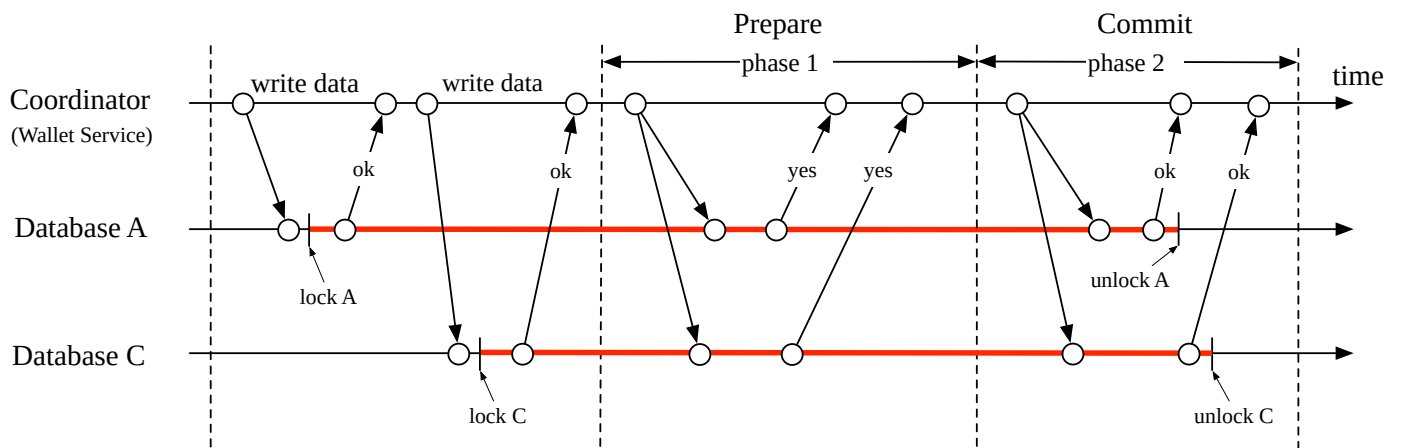 Prepare
Commit
phase 1
phase 2
time
write data
write data
Coordinator
(Wallet Service)
ok
ok
yes
yes
ok
ok
Database A
lock A
unlock A
Database C
lock C
unlock C